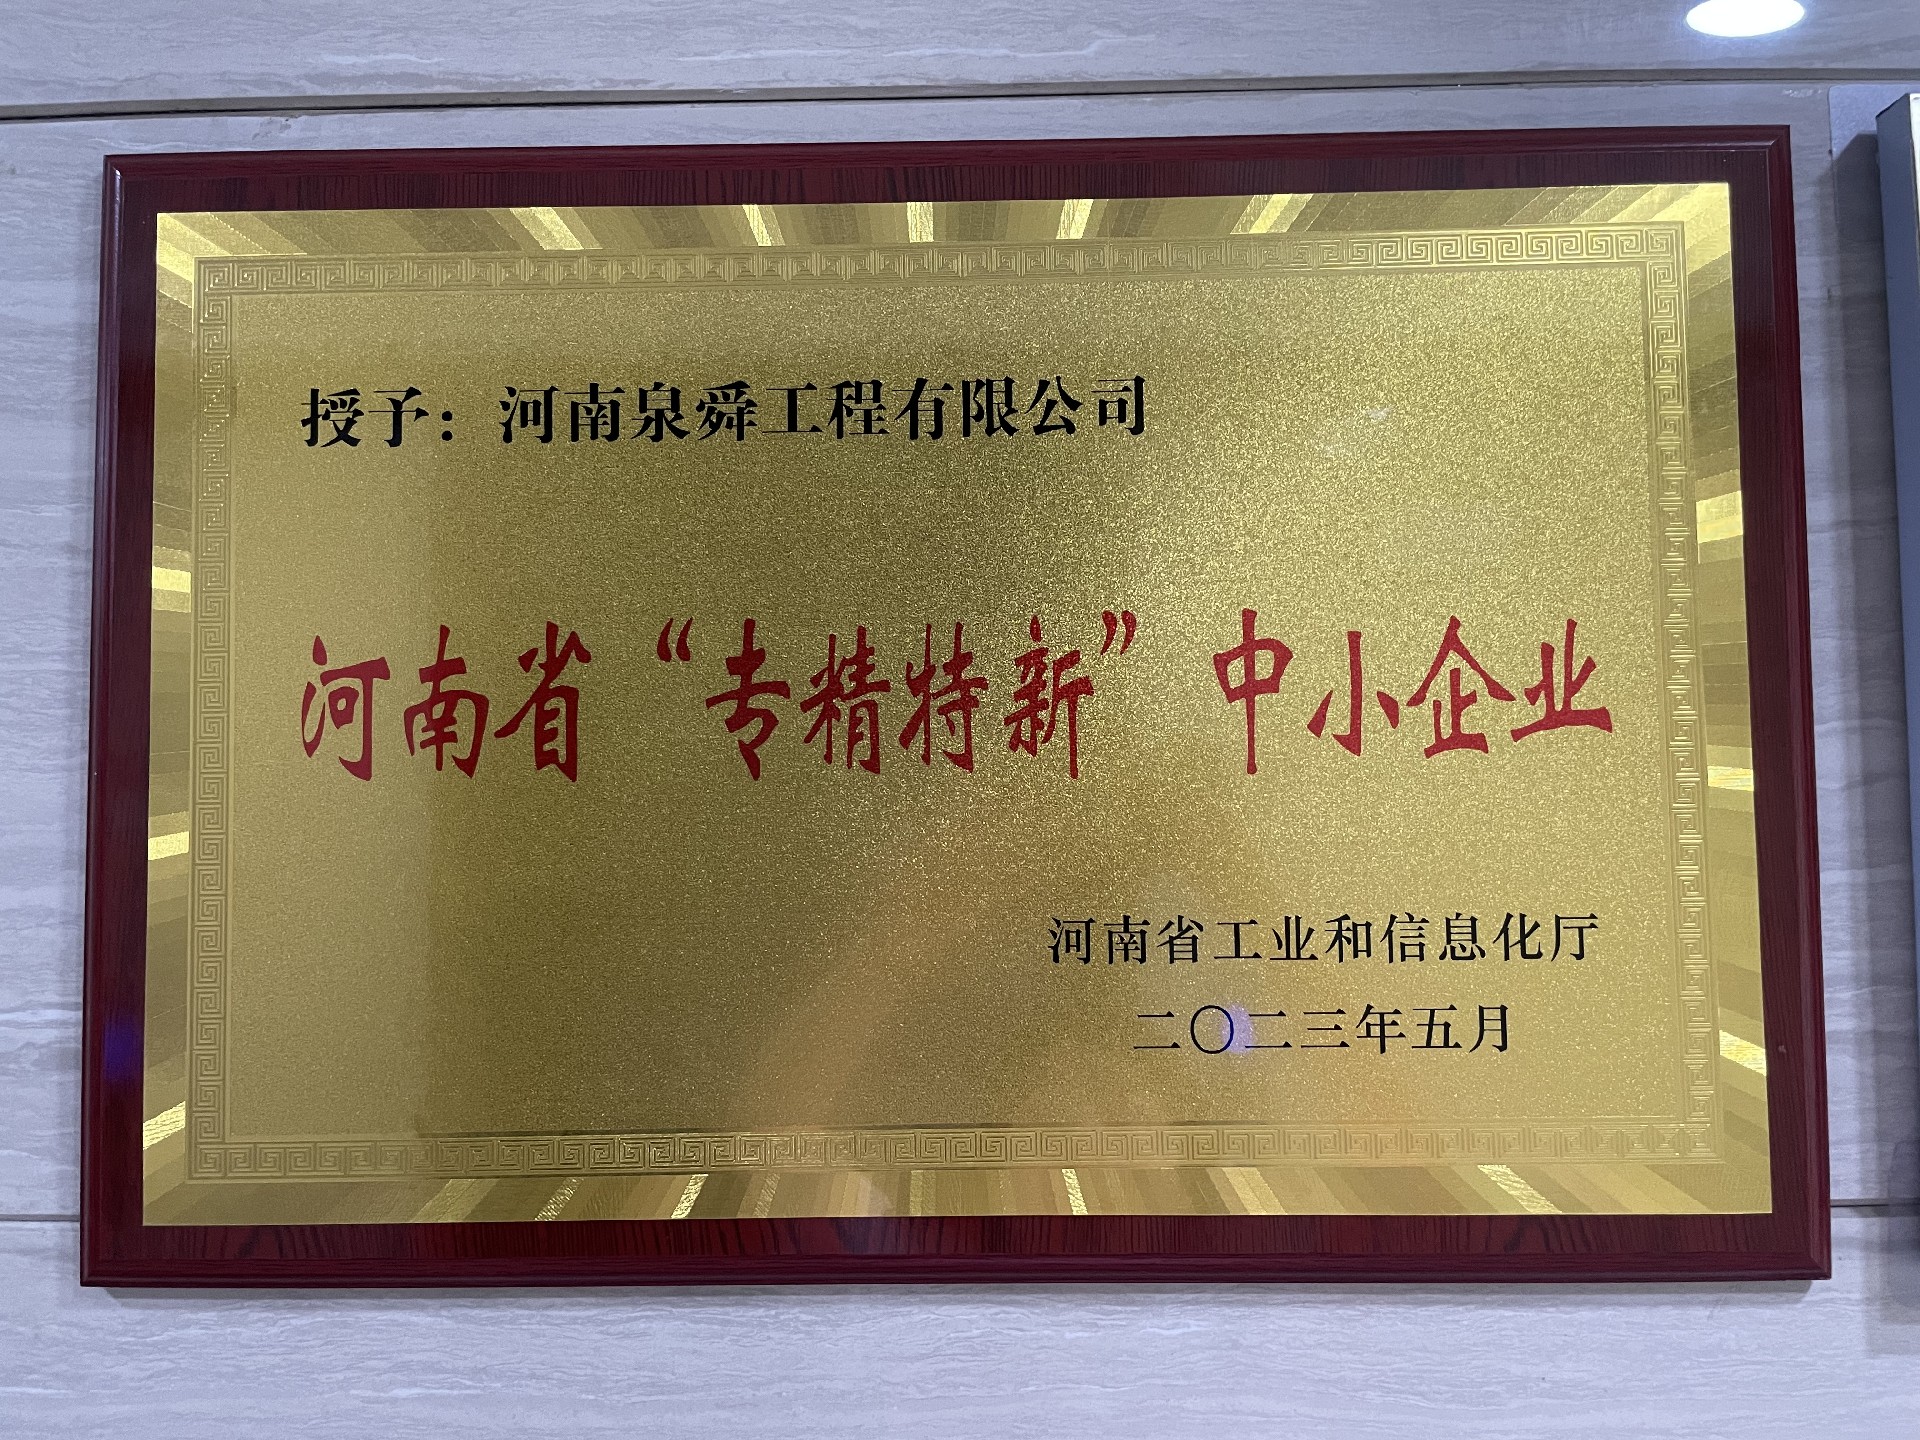 授予：河南泉舜工程有限公司
河南省“专精特新”中小企业
河南省工业和信息化厅
二〇二三年五月